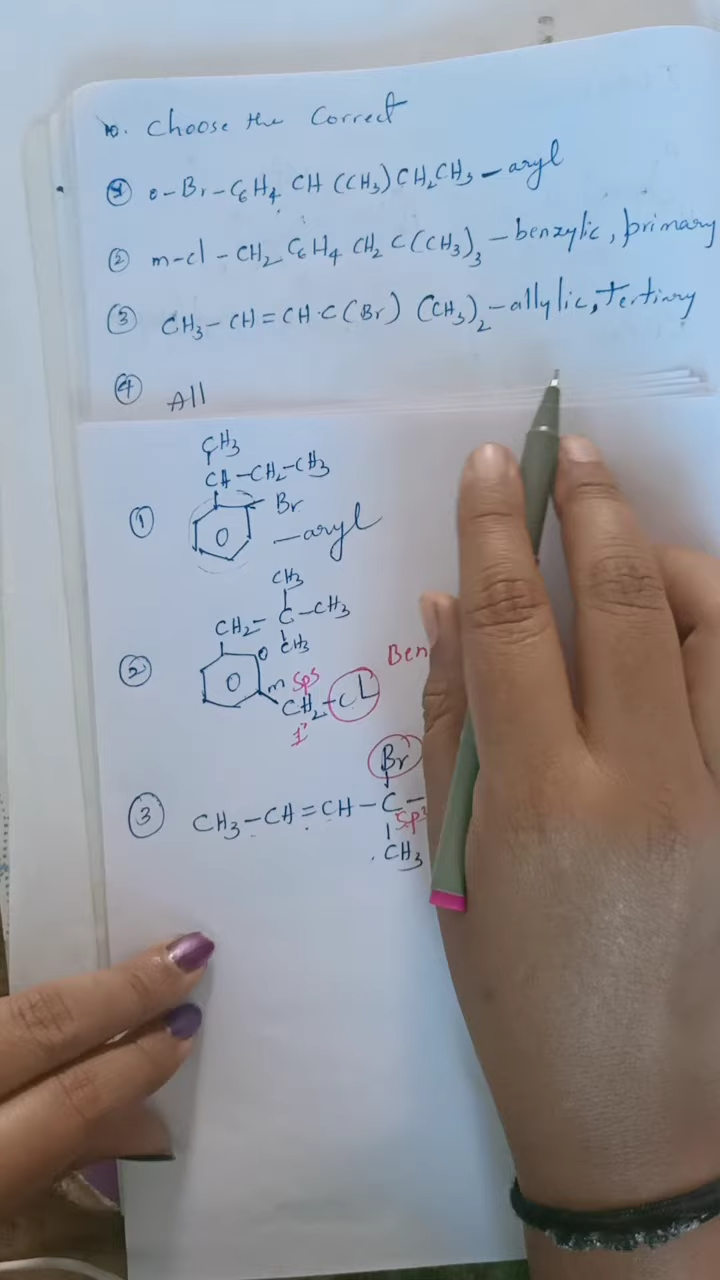 10. Choose the Correct
① o-Br-C₆H₄ CH (CH₃) CH₂CH₃ - aryl
② m-cl - CH₂ C₆H₄ CH₂ C(CH₃)₃ - benzylic, primary
③ CH₃ - CH = CH·C(Br) (CH₃)₂ - allylic, Tertiary
④ All
CH₃
CH-CH₂-CH₃
① Br
-aryl
CH₃
CH₂- C-CH₃
CH₃
② o
m sp³ Ben
CH₂-CL
1°
Br
③ CH₃-CH=CH-C-
sp³
CH₃